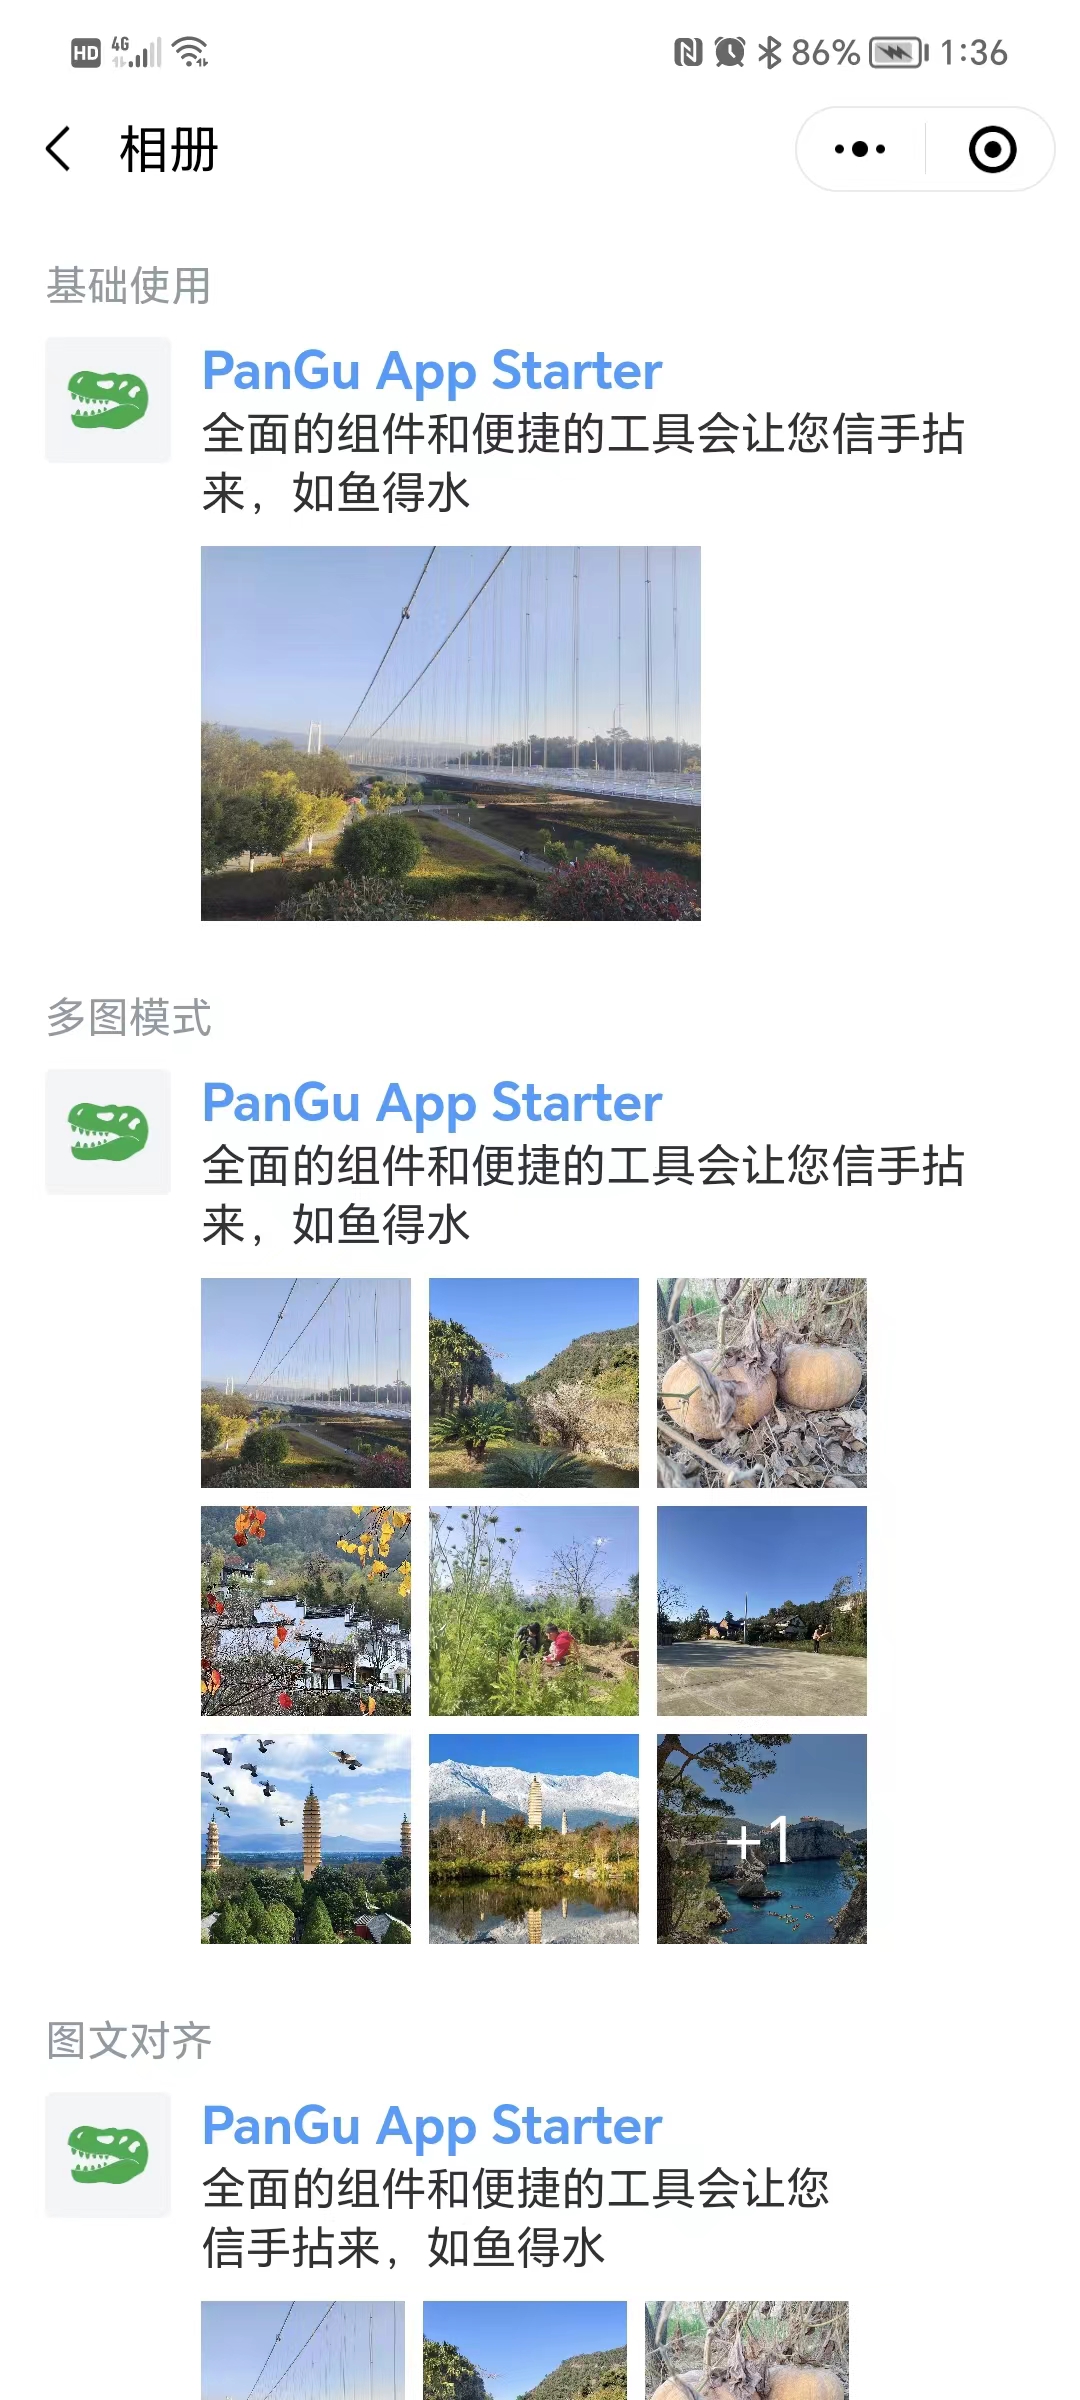 HD 4G 86% 1:36
相册
基础使用
PanGu App Starter
全面的组件和便捷的工具会让您信手拈
来，如鱼得水
多图模式
PanGu App Starter
全面的组件和便捷的工具会让您信手拈
来，如鱼得水
+1
图文对齐
PanGu App Starter
全面的组件和便捷的工具会让您
信手拈来，如鱼得水